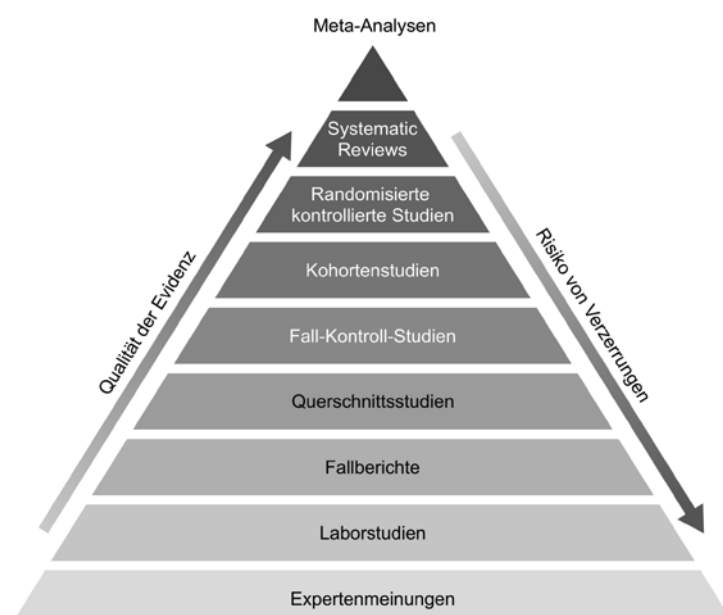 Meta-Analysen
Systematic
Reviews
Randomisierte
kontrollierte Studien
Kohortenstudien
Fall-Kontroll-Studien
Querschnittsstudien
Fallberichte
Laborstudien
Expertenmeinungen
Qualität der Evidenz
Risiko von Verzerrungen